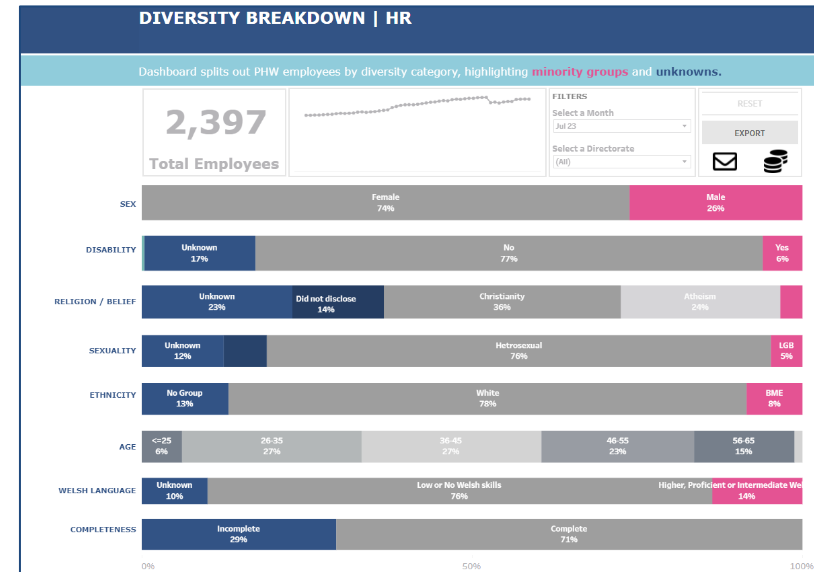 DIVERSITY BREAKDOWN | HR
Dashboard splits out PHW employees by diversity category, highlighting minority groups and unknowns.
2,397
Total Employees
FILTERS
Select a Month
Jul 23
Select a Directorate
(All)
RESET
EXPORT
SEX
Female
74%
Male
26%
DISABILITY
Unknown
17%
No
77%
Yes
6%
RELIGION / BELIEF
Unknown
23%
Did not disclose
14%
Christianity
36%
Atheism
24%
SEXUALITY
Unknown
12%
Hetrosexual
76%
LGB
5%
ETHNICITY
No Group
13%
White
78%
BME
8%
AGE
<=25
6%
26-35
27%
36-45
27%
46-55
23%
56-65
15%
WELSH LANGUAGE
Unknown
10%
Low or No Welsh skills
76%
Higher, Proficient or Intermediate We
14%
COMPLETENESS
Incomplete
29%
Complete
71%
0%
50%
100%